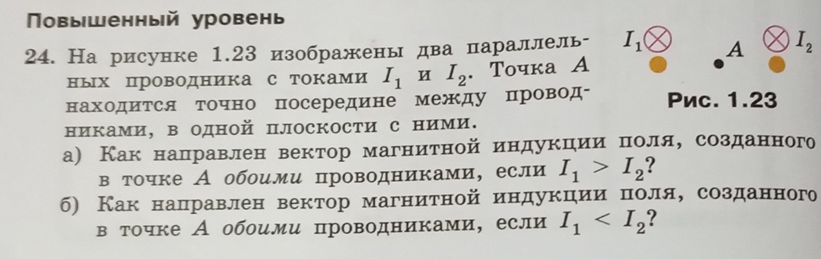 Повышенный уровень
24. На рисунке 1.23 изображены два параллель-
ных проводника с токами I₁ и I₂. Точка A
находится точно посередине между провод-
никами, в одной плоскости с ними.
I₁ A I₂
Рис. 1.23
а) Как направлен вектор магнитной индукции поля, созданного
в точке A обоими проводниками, если I₁ > I₂?
б) Как направлен вектор магнитной индукции поля, созданного
в точке A обоими проводниками, если I₁ < I₂?